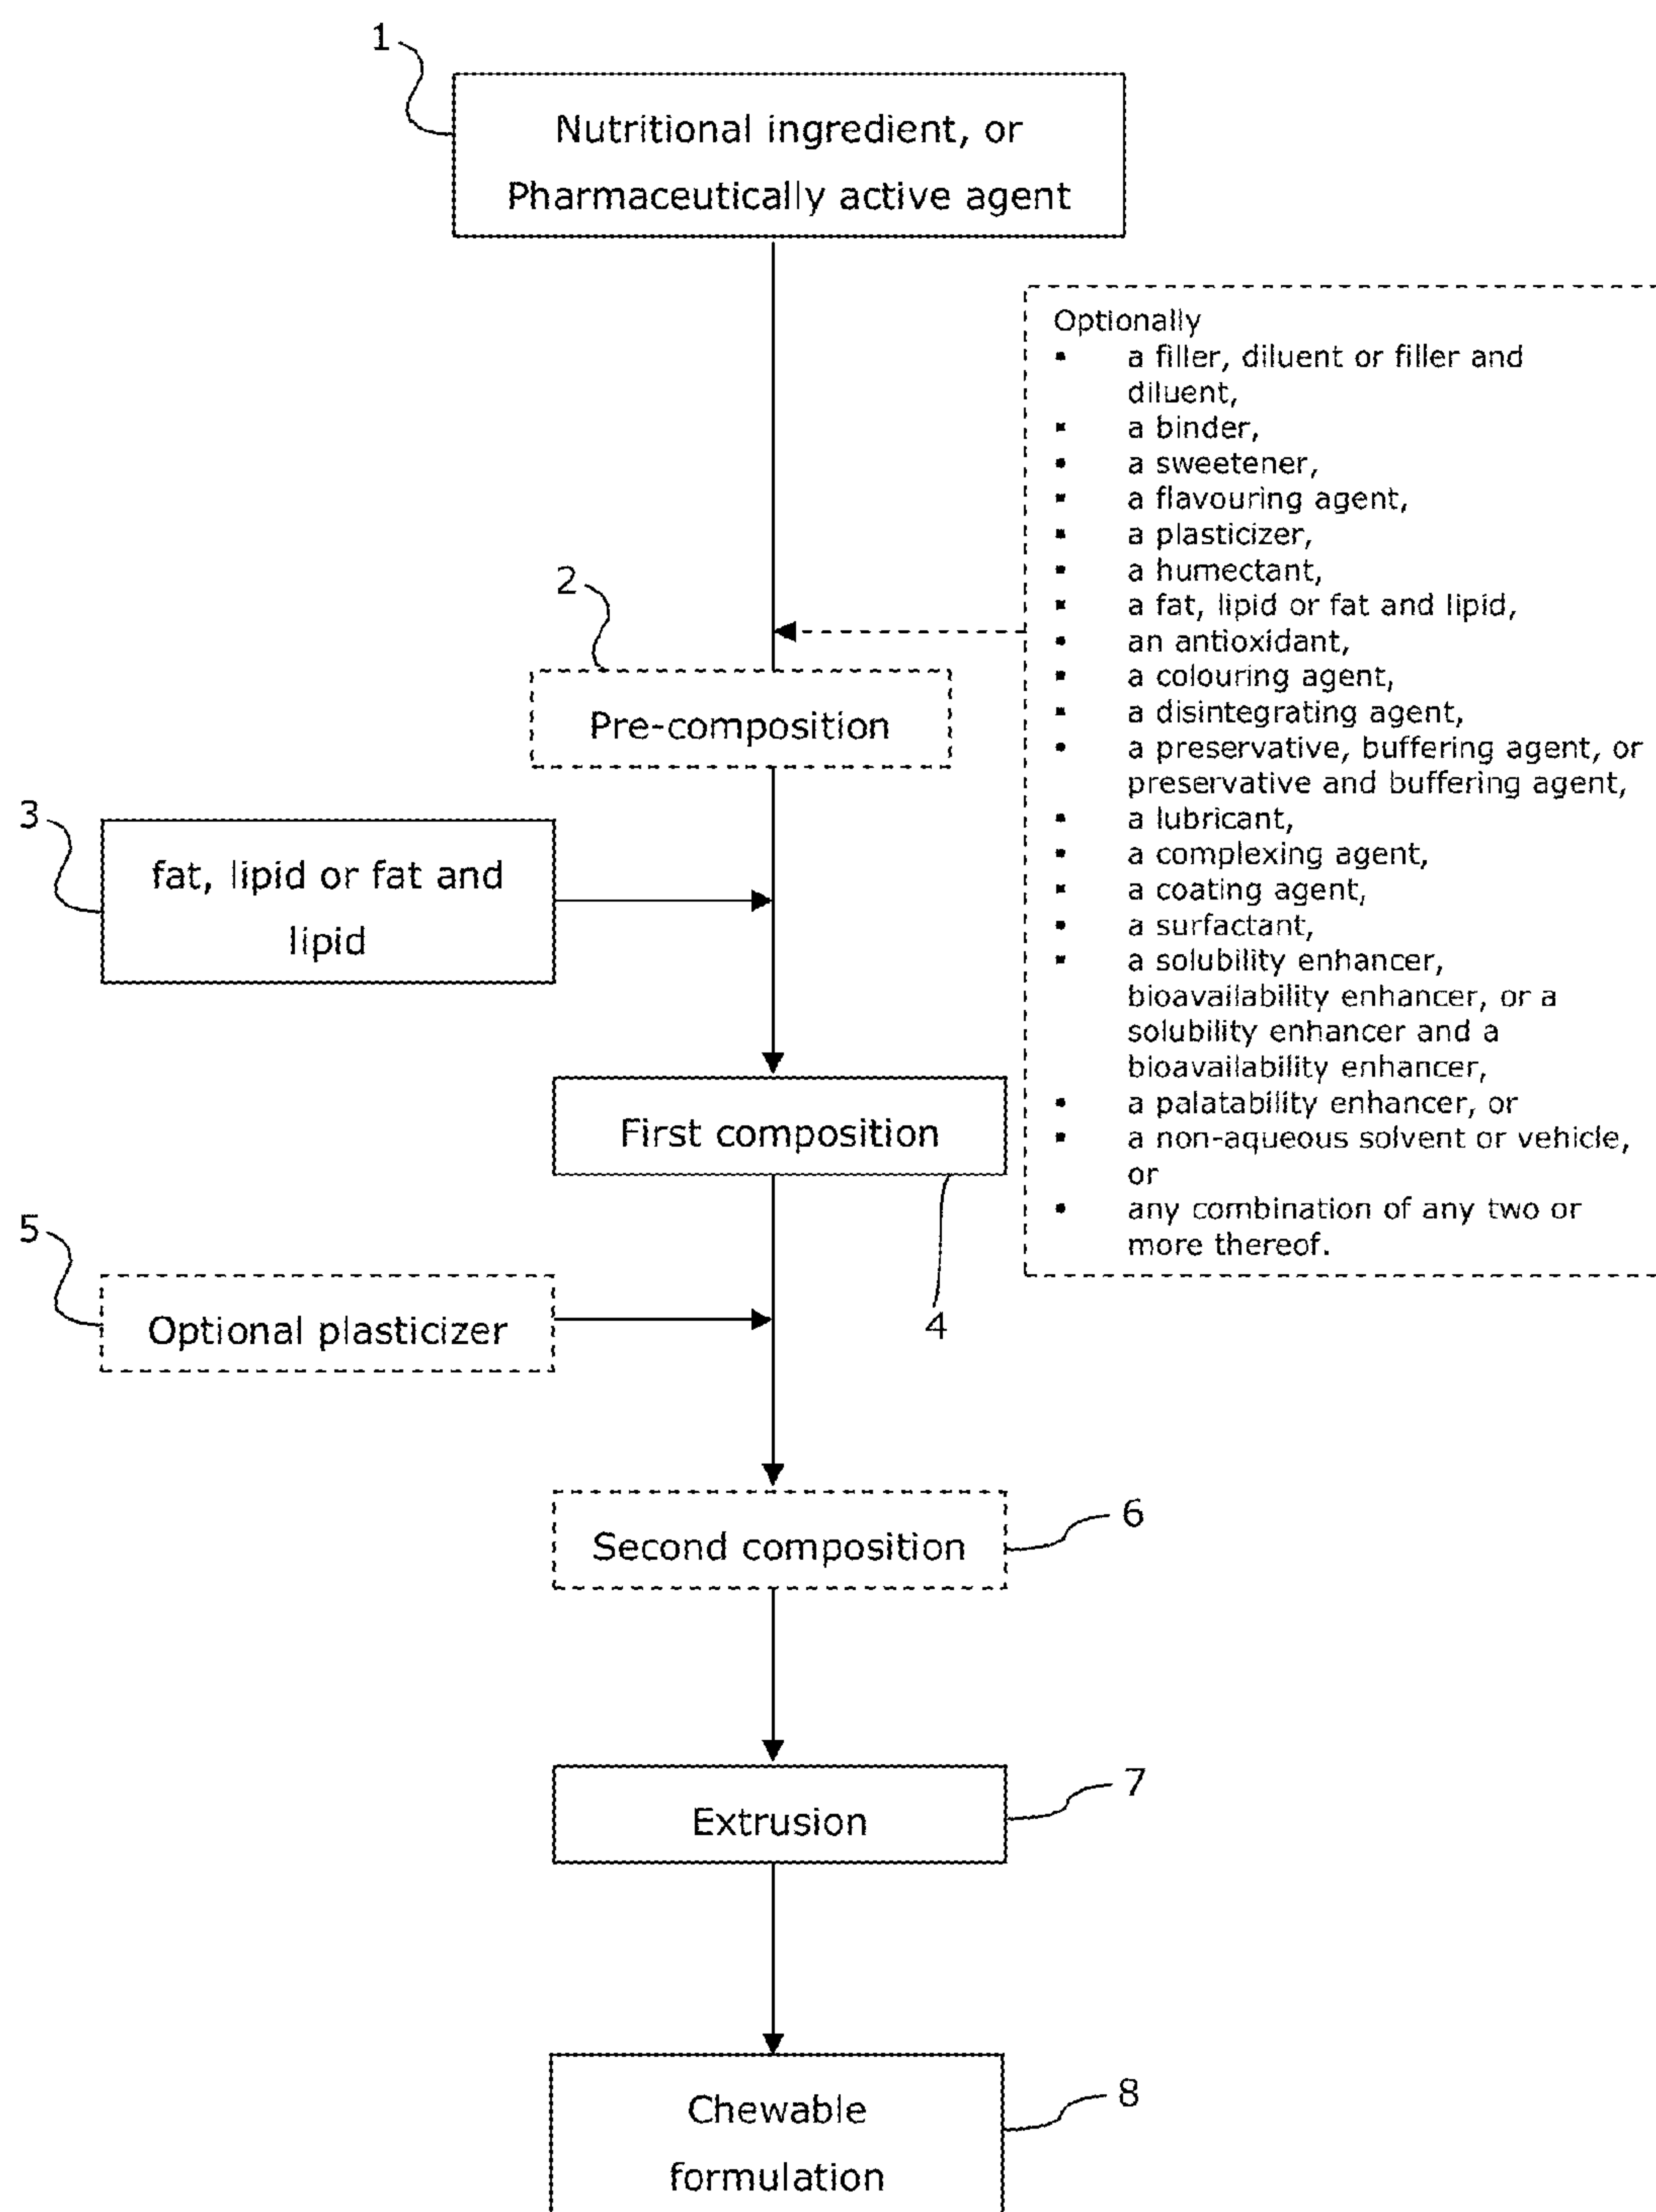 1
Nutritional ingredient, or
Pharmaceutically active agent
Optionally
• a filler, diluent or filler and
diluent,
• a binder,
• a sweetener,
• a flavouring agent,
• a plasticizer,
• a humectant,
• a fat, lipid or fat and lipid,
• an antioxidant,
• a colouring agent,
• a disintegrating agent,
• a preservative, buffering agent, or
preservative and buffering agent,
• a lubricant,
• a complexing agent,
• a coating agent,
• a surfactant,
• a solubility enhancer,
bioavailability enhancer, or a
solubility enhancer and a
bioavailability enhancer,
• a palatability enhancer, or
• a non-aqueous solvent or vehicle,
or
• any combination of any two or
more thereof.
2
Pre-composition
3
fat, lipid or fat and
lipid
First composition
4
5
Optional plasticizer
Second composition
6
Extrusion
7
Chewable
formulation
8